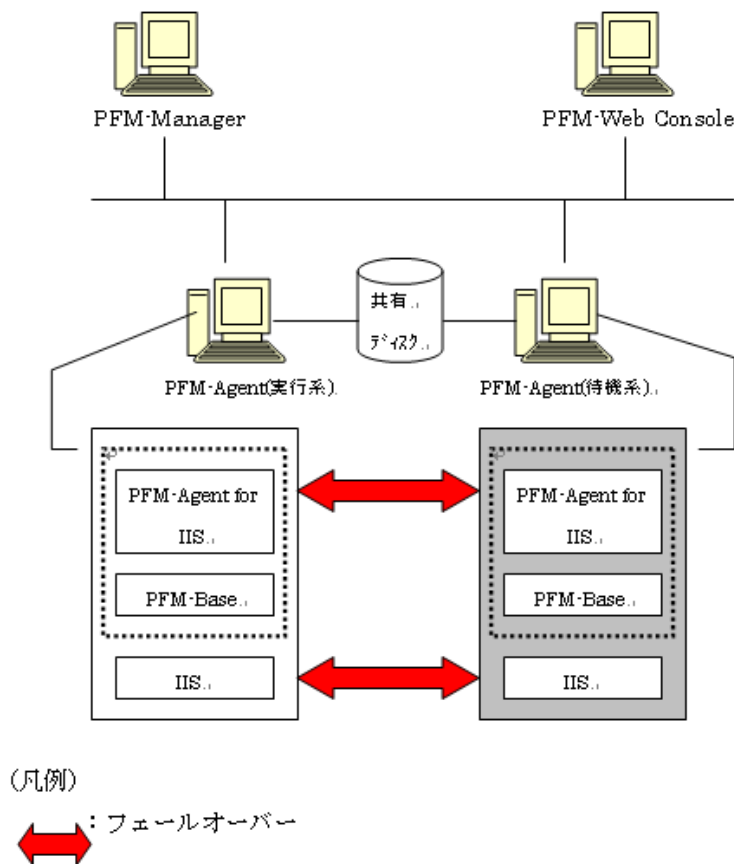 PFM-Manager
PFM-Web Console
共有
ディスク
PFM-Agent(実行系)
PFM-Agent(待機系)
PFM-Agent for
IIS
PFM-Base
IIS
PFM-Agent for
IIS
PFM-Base
IIS
(凡例)
:フェールオーバー